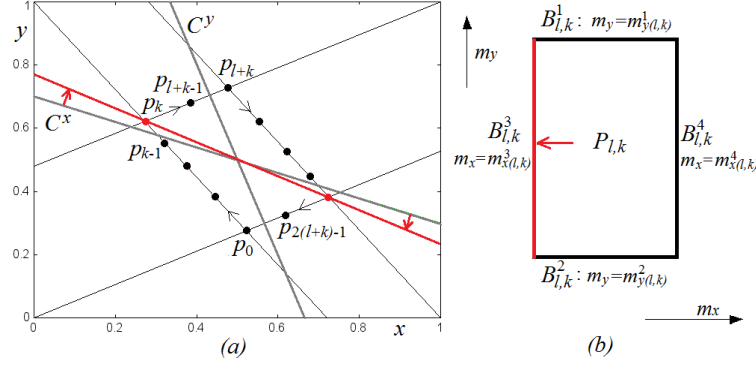 1
y
0.8
0.6
0.4
0.2
0
0
0.2
0.4
0.6
0.8
1
x
C^y
C^x
p_{l+k}
p_{l+k-1}
p_k
p_{k-1}
p_0
p_{2(l+k)-1}
(a)
B^1_{l,k} : m_y=m^1_{y(l,k)}
m_y
B^3_{l,k}
m_x=m^3_{x(l,k)}
P_{l,k}
B^4_{l,k}
m_x=m^4_{x(l,k)}
B^2_{l,k} : m_y=m^2_{y(l,k)}
m_x
(b)